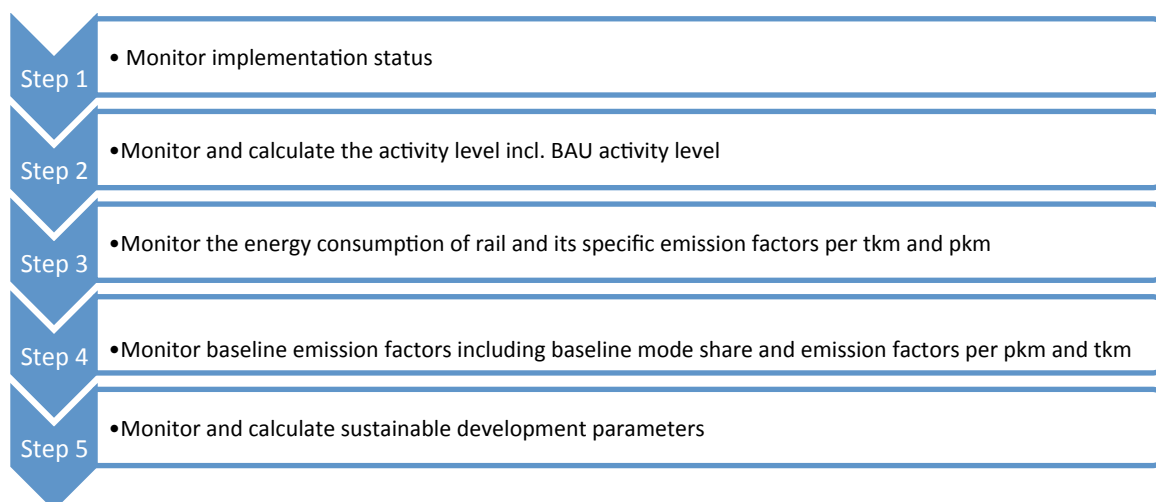 Step 1
• Monitor implementation status
Step 2
•Monitor and calculate the activity level incl. BAU activity level
Step 3
•Monitor the energy consumption of rail and its specific emission factors per tkm and pkm
Step 4
•Monitor baseline emission factors including baseline mode share and emission factors per pkm and tkm
Step 5
•Monitor and calculate sustainable development parameters